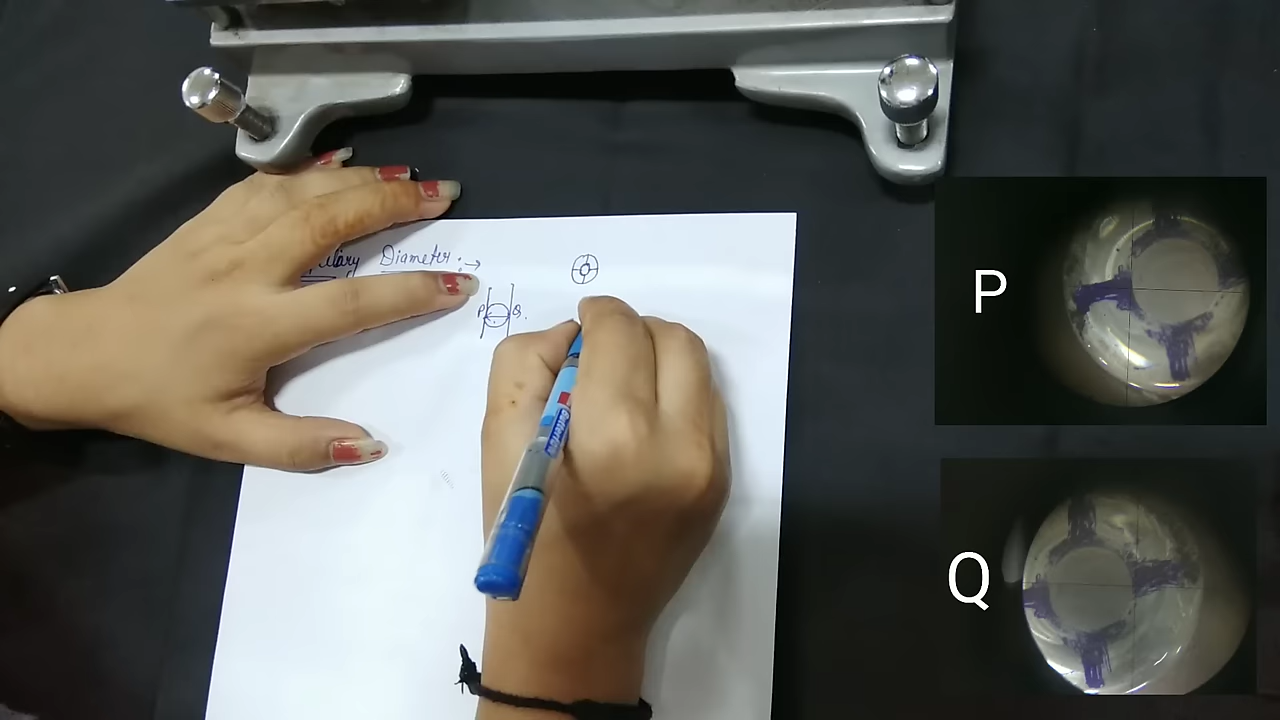 Diameter :→
P Q.
P
Q